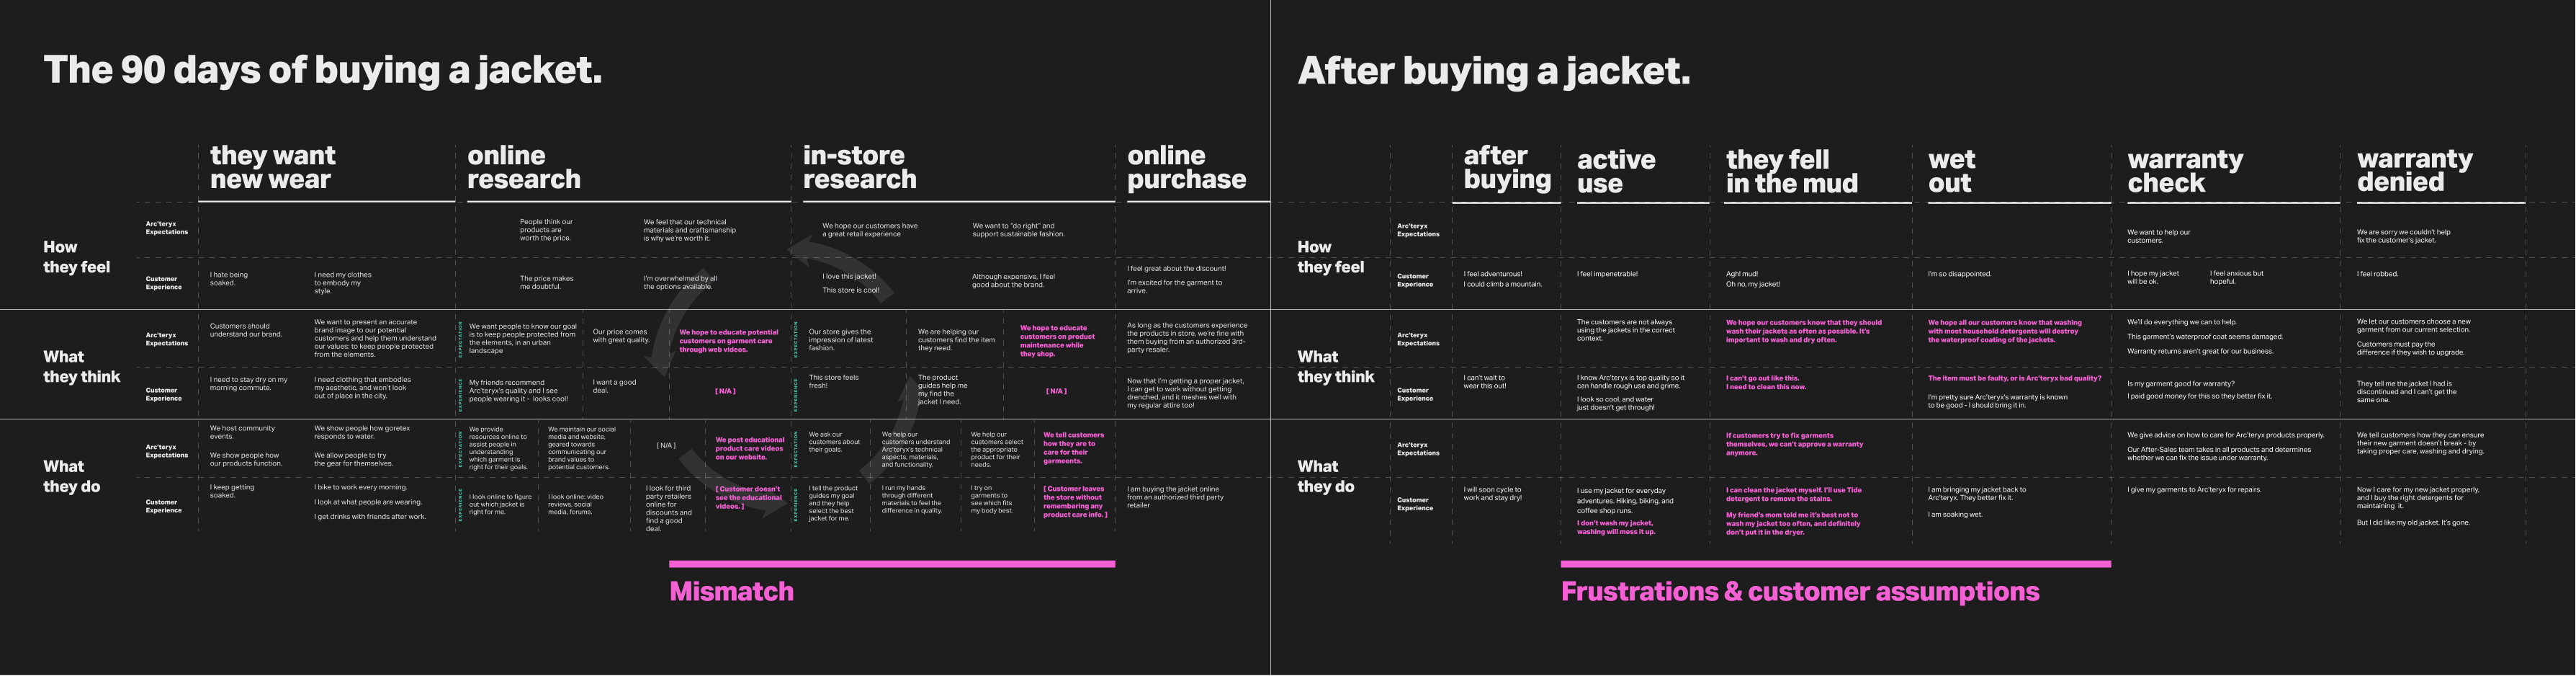 The 90 days of buying a jacket.
they want
new wear
online
research
in-store
research
online
purchase
How
they feel
Arc'teryx
Expectations
People think our
products are
worth the price.
We feel that our technical
materials and craftsmanship
is why we're worth it.
We hope our customers have
a great retail experience
We want to "do right" and
support sustainable fashion.
Customer
Experience
I hate being
soaked.
I need my clothes
to embody my
style.
The price makes
me doubtful.
I'm overwhelmed by all
the options available.
I love this jacket!
This store is cool!
Although expensive, I feel
good about the brand.
I feel great about the discount!
I'm excited for the garment to
arrive.
What
they think
Arc'teryx
Expectations
Customers should
understand our brand.
We want to present an accurate
brand image to our potential
customers and help them understand
our values: to keep people protected
from the elements.
EXPECTATION
We want people to know our goal
is to keep people protected from
the elements, in an urban
landscape
Our price comes
with great quality.
We hope to educate potential
customers on garment care
through web videos.
EXPECTATION
Our store gives the
impression of latest
fashion.
We are helping our
customers find the item
they need.
We hope to educate
customers on product
maintenance while
they shop.
As long as the customers experience
the products in store, we're fine with
them buying from an authorized 3rd-
party resaler.
Customer
Experience
I need to stay dry on my
morning commute.
I need clothing that embodies
my aesthetic, and won't look
out of place in the city.
EXPERIENCE
My friends recommend
Arc'teryx's quality and I see
people wearing it - looks cool!
I want a good
deal.
[ N/A ]
EXPERIENCE
This store feels
fresh!
The product
guides help me
my find the
jacket I need.
[ N/A ]
Now that I'm getting a proper jacket,
I can get to work without getting
drenched, and it meshes well with
my regular attire too!
What
they do
Arc'teryx
Expectations
We host community
events.
We show people how
our products function.
We show people how goretex
responds to water.
We allow people to try
the gear for themselves.
EXPECTATION
We provide
resources online to
assist people in
understanding
which garment is
right for their goals.
We maintain our social
media and website,
geared towards
communicating our
brand values to
potential customers.
[ N/A ]
We post educational
product care videos
on our website.
EXPECTATION
We ask our
customers about
their goals.
We help our
customers understand
Arc'teryx's technical
aspects, materials,
and functionality.
We help our
customers select
the appropriate
product for their
needs.
We tell customers
how they are to
care for their
garments.
Customer
Experience
I keep getting
soaked.
I bike to work every morning.
I look at what people are wearing.
I get drinks with friends after work.
EXPERIENCE
I look online to figure
out which jacket is
right for me.
I look online: video
reviews, social
media, forums.
I look for third
party retailers
online for
discounts and
find a good
deal.
[ Customer doesn't
see the educational
videos. ]
EXPERIENCE
I tell the product
guides my goal
and they help
select the best
jacket for me.
I run my hands
through different
materials to feel the
difference in quality.
I try on
garments to
see which fits
my body best.
[ Customer leaves
the store without
remembering any
product care info. ]
I am buying the jacket online
from an authorized third party
retailer
Mismatch
After buying a jacket.
after
buying
active
use
they fell
in the mud
wet
out
warranty
check
warranty
denied
How
they feel
Arc'teryx
Expectations
We want to help our
customers.
We are sorry we couldn't help
fix the customer's jacket.
Customer
Experience
I feel adventurous!
I could climb a mountain.
I feel impenetrable!
Agh! mud!
Oh no, my jacket!
I'm so disappointed.
I hope my jacket
will be ok.
I feel anxious but
hopeful.
I feel robbed.
What
they think
Arc'teryx
Expectations
The customers are not always
using the jackets in the correct
context.
We hope our customers know that they should
wash their jackets as often as possible. It's
important to wash and dry often.
We hope all our customers know that washing
with most household detergents will destroy
the waterproof coating of the jackets.
We'll do everything we can to help.
This garment's waterproof coat seems damaged.
Warranty returns aren't great for our business.
We let our customers choose a new
garment from our current selection.
Customers must pay the
difference if they wish to upgrade.
Customer
Experience
I can't wait to
wear this out!
I know Arc'teryx is top quality so it
can handle rough use and grime.
I look so cool, and water
just doesn't get through!
I can't go out like this.
I need to clean this now.
The item must be faulty, or is Arc'teryx bad quality?
I'm pretty sure Arc'teryx's warranty is known
to be good - I should bring it in.
Is my garment good for warranty?
I paid good money for this so they better fix it.
They tell me the jacket I had is
discontinued and I can't get the
same one.
What
they do
Arc'teryx
Expectations
If customers try to fix garments
themselves, we can't approve a warranty
anymore.
We give advice on how to care for Arc'teryx products properly.
Our After-Sales team takes in all products and determines
whether we can fix the issue under warranty.
We tell customers how they can ensure
their new garment doesn't break - by
taking proper care, washing and drying.
Customer
Experience
I will soon cycle to
work and stay dry!
I use my jacket for everyday
adventures. Hiking, biking, and
coffee shop runs.
I don't wash my jacket,
washing will mess it up.
I can clean the jacket myself. I'll use Tide
detergent to remove the stains.
My friend's mom told me it's best not to
wash my jacket too often, and definitely
don't put it in the dryer.
I am bringing my jacket back to
Arc'teryx. They better fix it.
I am soaking wet.
I give my garments to Arc'teryx for repairs.
Now I care for my new jacket properly,
and I buy the right detergents for
maintaining it.
But I did like my old jacket. It's gone.
Frustrations & customer assumptions